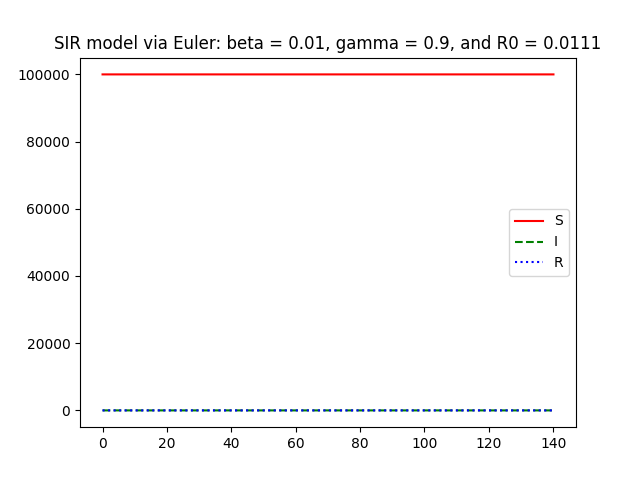 SIR model via Euler: beta = 0.01, gamma = 0.9, and R0 = 0.0111
100000
80000
60000
40000
20000
0
S
I
R
0 20 40 60 80 100 120 140